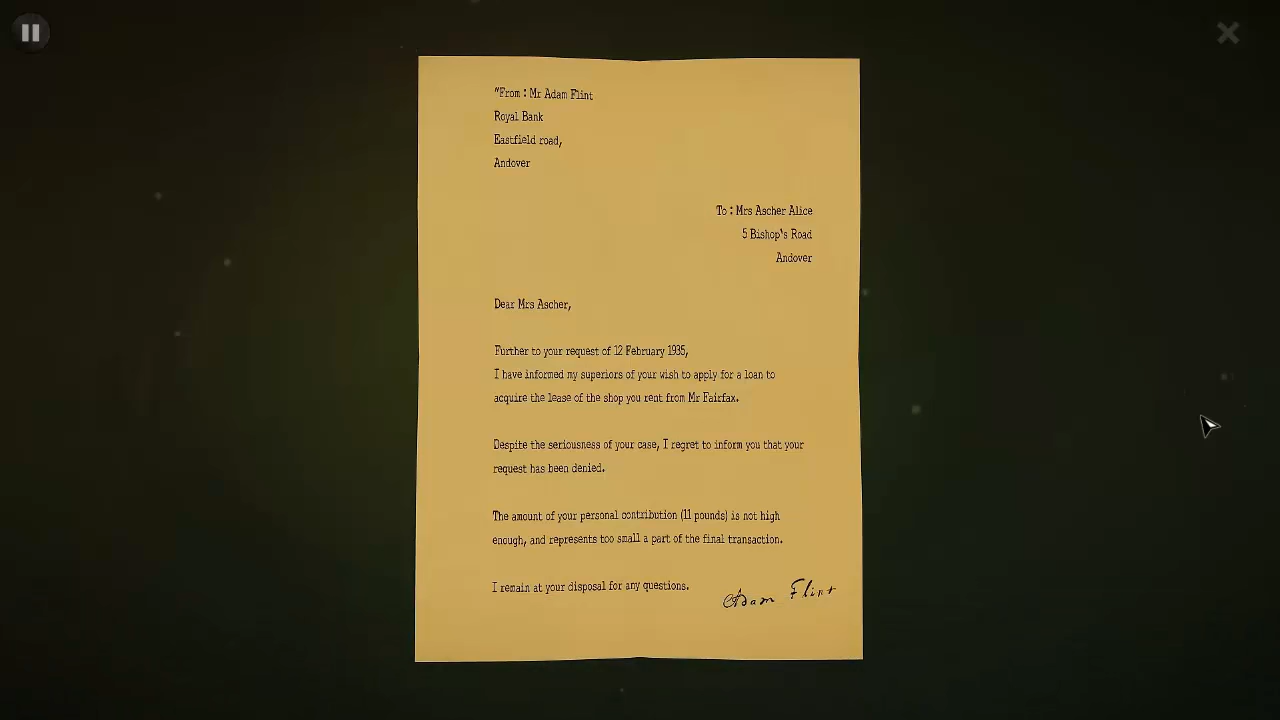 "From : Mr Adam Flint
Royal Bank
Eastfield road,
Andover
To : Mrs Ascher Alice
5 Bishop's Road
Andover
Dear Mrs Ascher,
Further to your request of 12 February 1935,
I have informed my superiors of your wish to apply for a loan to
acquire the lease of the shop you rent from Mr Fairfax.
Despite the seriousness of your case, I regret to inform you that your
request has been denied.
The amount of your personal contribution (11 pounds) is not high
enough, and represents too small a part of the final transaction.
I remain at your disposal for any questions.
Adam Flint